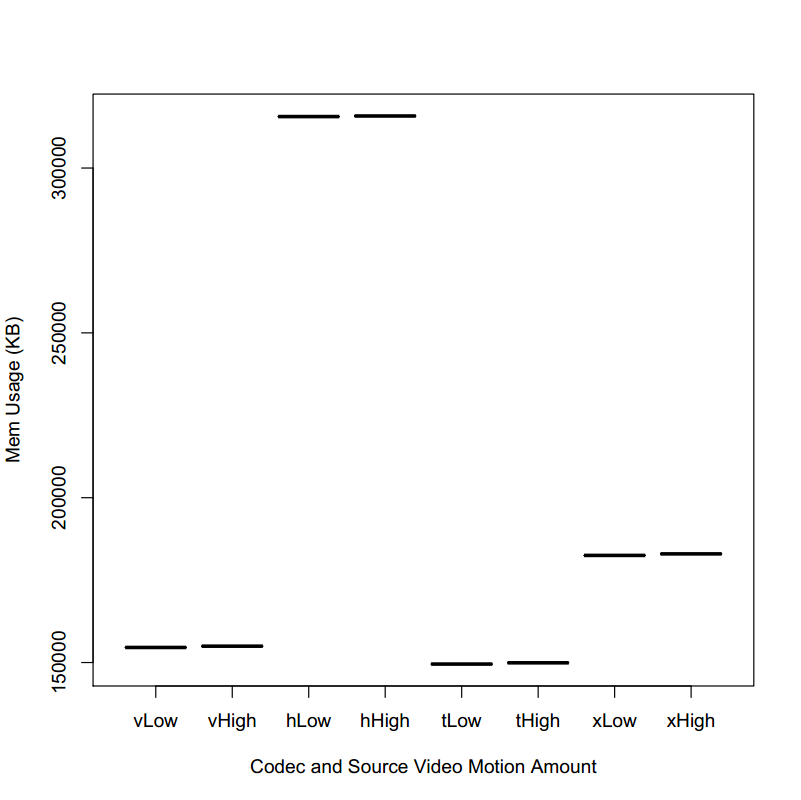 Mem Usage (KB)
300000
250000
200000
150000
vLow vHigh hLow hHigh tLow tHigh xLow xHigh
Codec and Source Video Motion Amount